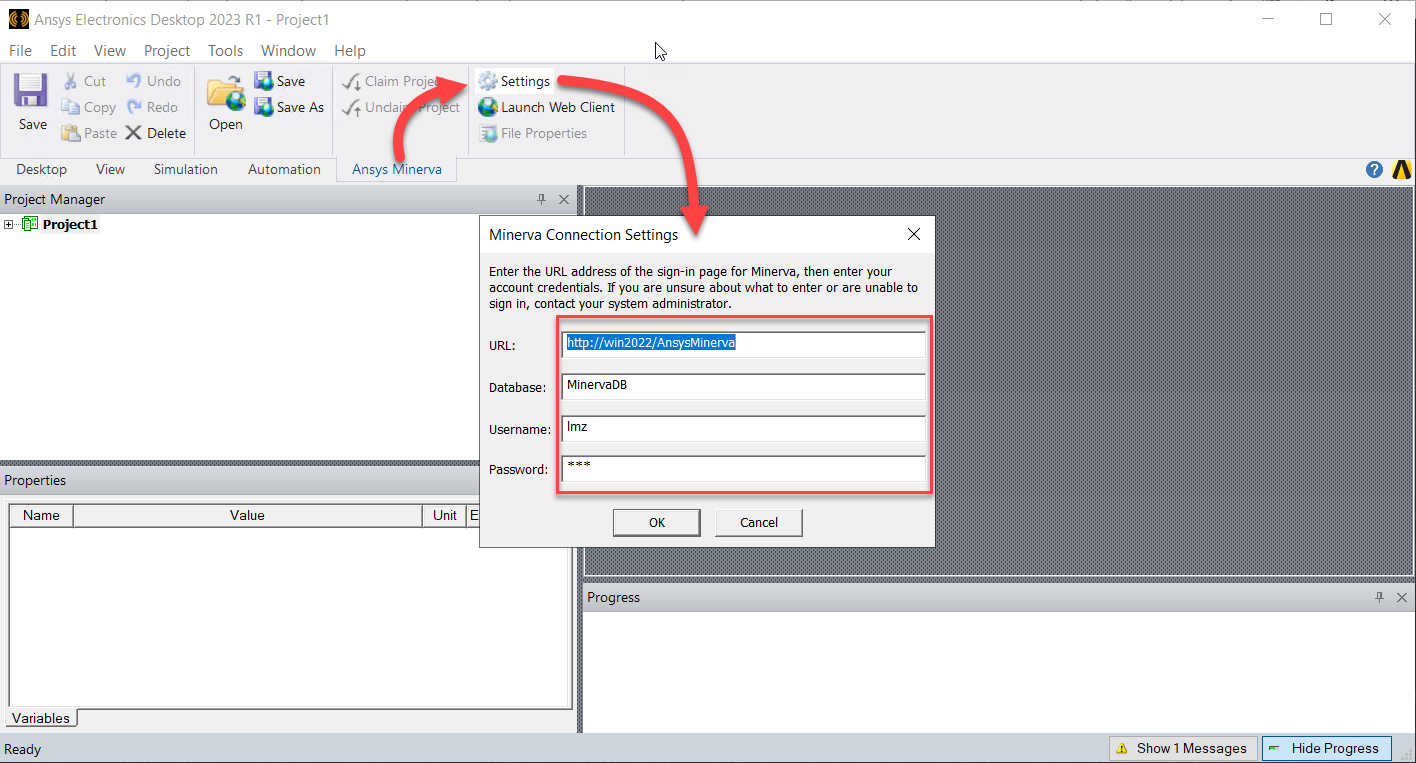 Ansys Electronics Desktop 2023 R1 - Project1
File Edit View Project Tools Window Help
Save
Cut
Copy
Paste
Undo
Redo
Delete
Open
Save
Save As
Claim
Project
Settings
Launch Web Client
File Properties
Desktop View Simulation Automation Ansys Minerva
Project Manager
Project1
Minerva Connection Settings
Enter the URL address of the sign-in page for Minerva, then enter your
account credentials. If you are unsure about what to enter or are unable to
sign in, contact your system administrator.
URL: http://win2022/AnsysMinerva
Database: MinervaDB
Username: lmz
Password: ***
OK Cancel
Properties
Name Value Unit
Variables
Progress
Ready
Show 1 Messages Hide Progress